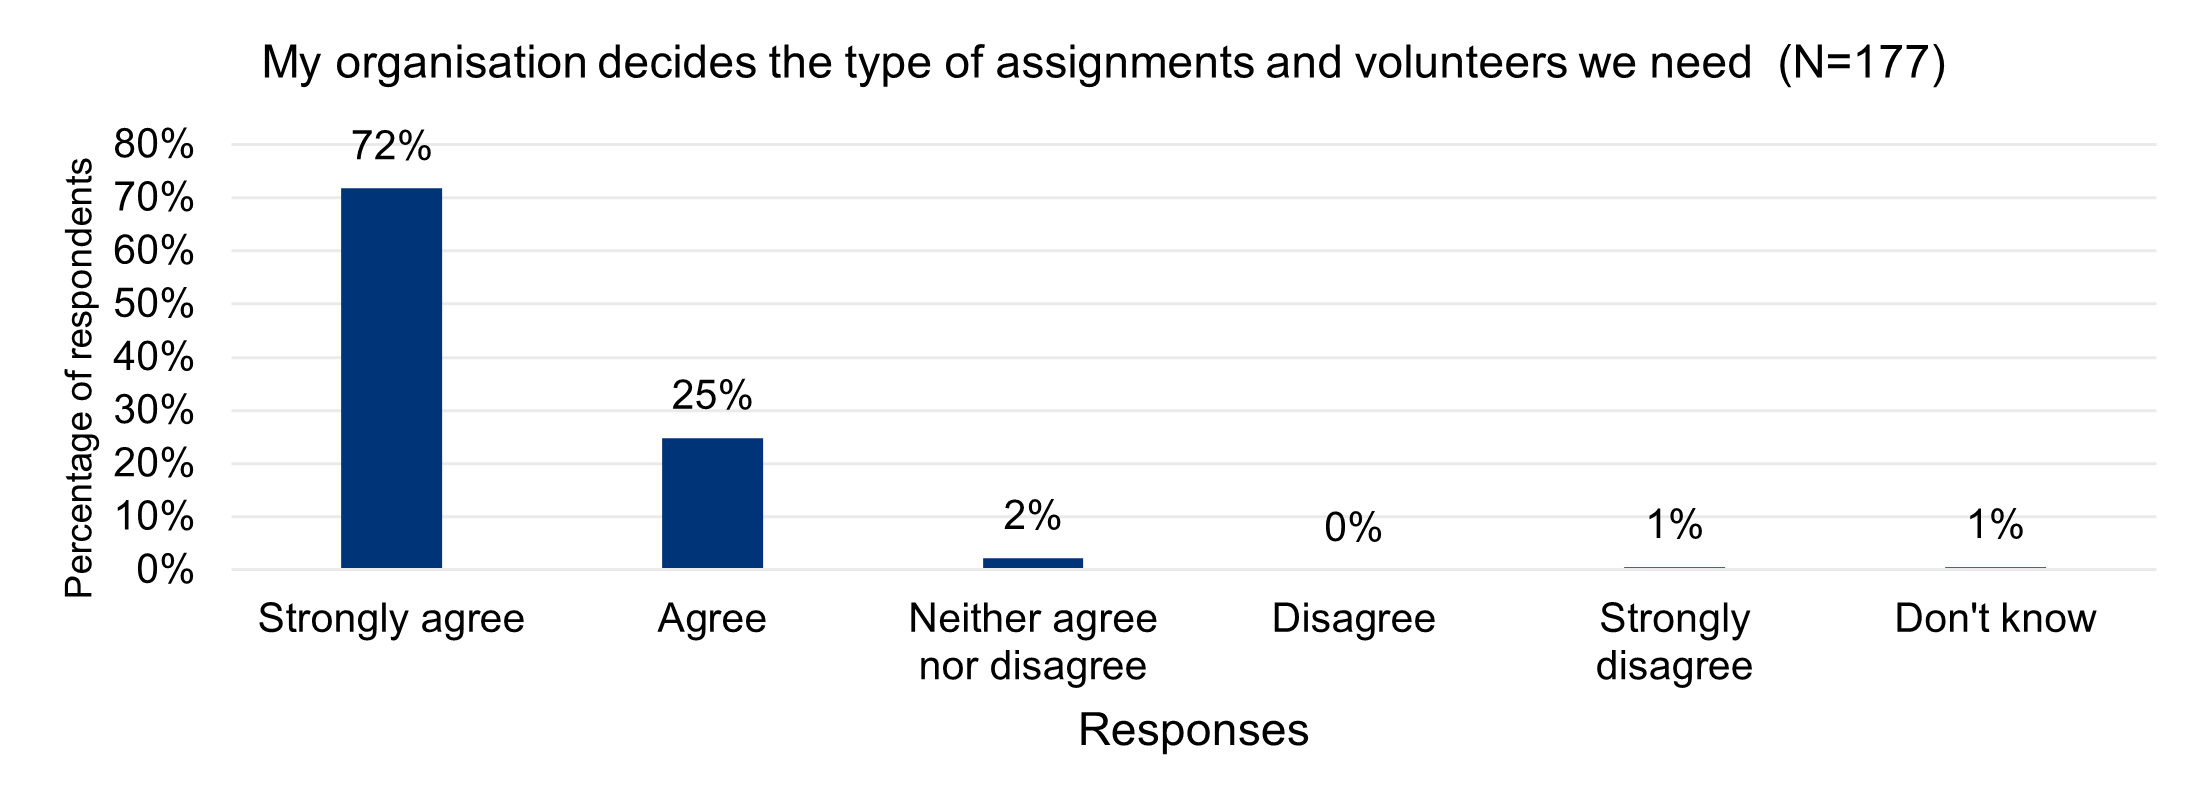 My organisation decides the type of assignments and volunteers we need (N=177)
Percentage of respondents
80%
70%
60%
50%
40%
30%
20%
10%
0%
72%
25%
2%
0%
1%
1%
Strongly agree
Agree
Neither agree
nor disagree
Disagree
Strongly
disagree
Don't know
Responses